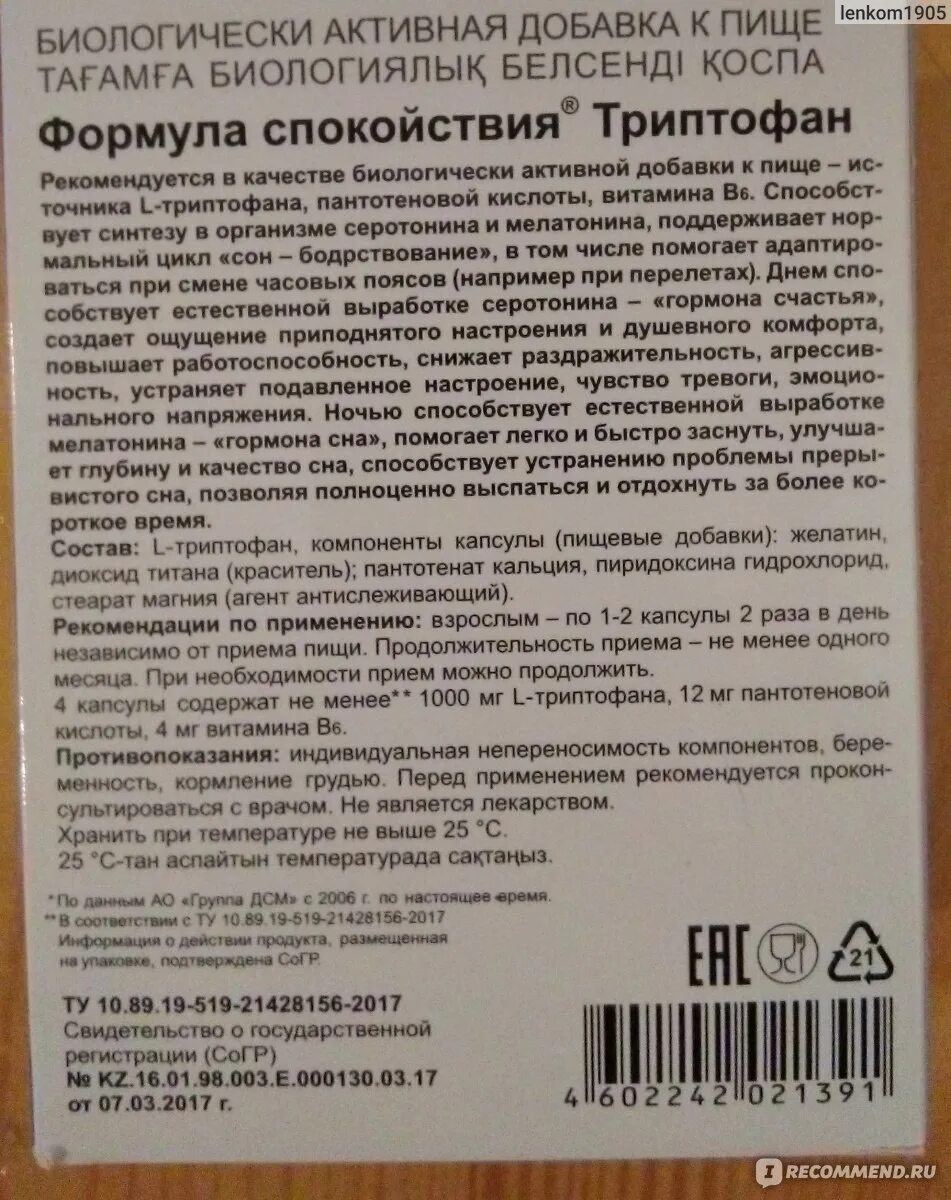 lenkom1905
БИОЛОГИЧЕСКИ АКТИВНАЯ ДОБАВКА К ПИЩЕ
ТАҒАМҒА БИОЛОГИЯЛЫҚ БЕЛСЕНДІ ҚОСПА
Формула спокойствия® Триптофан
Рекомендуется в качестве биологически активной добавки к пище – ис-
точника L-триптофана, пантотеновой кислоты, витамина B6. Способст-
вует синтезу в организме серотонина и мелатонина, поддерживает нор-
мальный цикл «сон – бодрствование», в том числе помогает адаптиро-
ваться при смене часовых поясов (например при перелетах). Днем спо-
собствует естественной выработке серотонина – «гормона счастья»,
создает ощущение приподнятого настроения и душевного комфорта,
повышает работоспособность, снижает раздражительность, агрессив-
ность, устраняет подавленное настроение, чувство тревоги, эмоцио-
нального напряжения. Ночью способствует естественной выработке
мелатонина – «гормона сна», помогает легко и быстро заснуть, улучша-
ет глубину и качество сна, способствует устранению проблемы преры-
вистого сна, позволяя полноценно выспаться и отдохнуть за более ко-
роткое время.
Состав: L-триптофан, компоненты капсулы (пищевые добавки): желатин,
диоксид титана (краситель); пантотенат кальция, пиридоксина гидрохлорид,
стеарат магния (агент антислеживающий).
Рекомендации по применению: взрослым – по 1-2 капсулы 2 раза в день
независимо от приема пищи. Продолжительность приема – не менее одного
месяца. При необходимости прием можно продолжить.
4 капсулы содержат не менее** 1000 мг L-триптофана, 12 мг пантотеновой
кислоты, 4 мг витамина B6.
Противопоказания: индивидуальная непереносимость компонентов, бере-
менность, кормление грудью. Перед применением рекомендуется прокон-
сультироваться с врачом. Не является лекарством.
Хранить при температуре не выше 25 °С.
25 °С-тан аспайтын температурада сақтаңыз.
*По данным АО «Группа ДСМ» с 2006 г. по настоящее время.
**В соответствии с ТУ 10.89.19-519-21428156-2017
Информация о действии продукта, размещенная
на упаковке, подтверждена СоГР.
EAC
21
ТУ 10.89.19-519-21428156-2017
Свидетельство о государственной
регистрации (СоГР)
№ KZ.16.01.98.003.E.000130.03.17
от 07.03.2017 г.
4 602242 021391
IRECOMMEND.RU